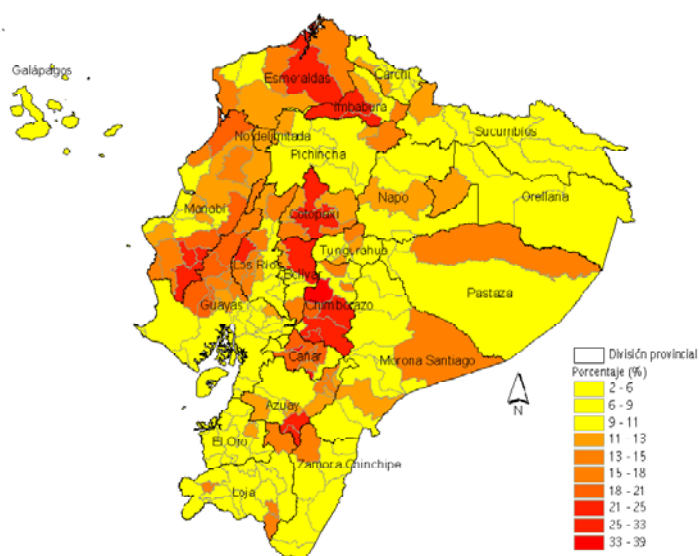 Galápagos
Esmeraldas
Carchi
Imbabura
No delimitada
Sucumbios
Pichincha
Orellana
Napo
Manabí
Cotopaxi
Tungurahua
Los Ríos
Bolívar
Pastaza
Guayas
Chimborazo
Cañar
Morona Santiago
Azuay
El Oro
Zamora Chinchipe
Loja
N
División provincial
Porcentaje (%)
2 - 6
6 - 9
9 - 11
11 - 13
13 - 15
15 - 18
18 - 21
21 - 25
25 - 33
33 - 39